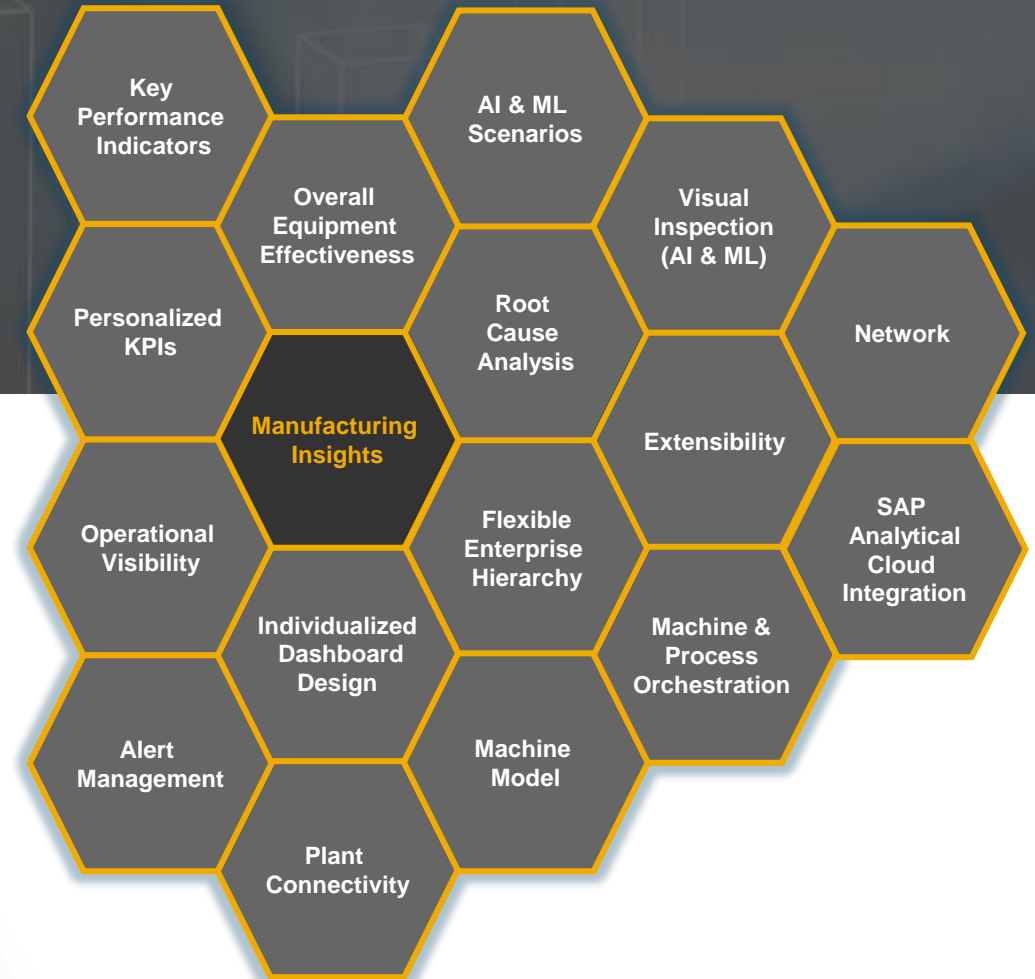 Key
Performance
Indicators
AI & ML
Scenarios
Overall
Equipment
Effectiveness
Visual
Inspection
(AI & ML)
Personalized
KPIs
Root
Cause
Analysis
Network
Manufacturing
Insights
Extensibility
Operational
Visibility
Flexible
Enterprise
Hierarchy
SAP
Analytical
Cloud
Integration
Individualized
Dashboard
Design
Machine &
Process
Orchestration
Alert
Management
Machine
Model
Plant
Connectivity